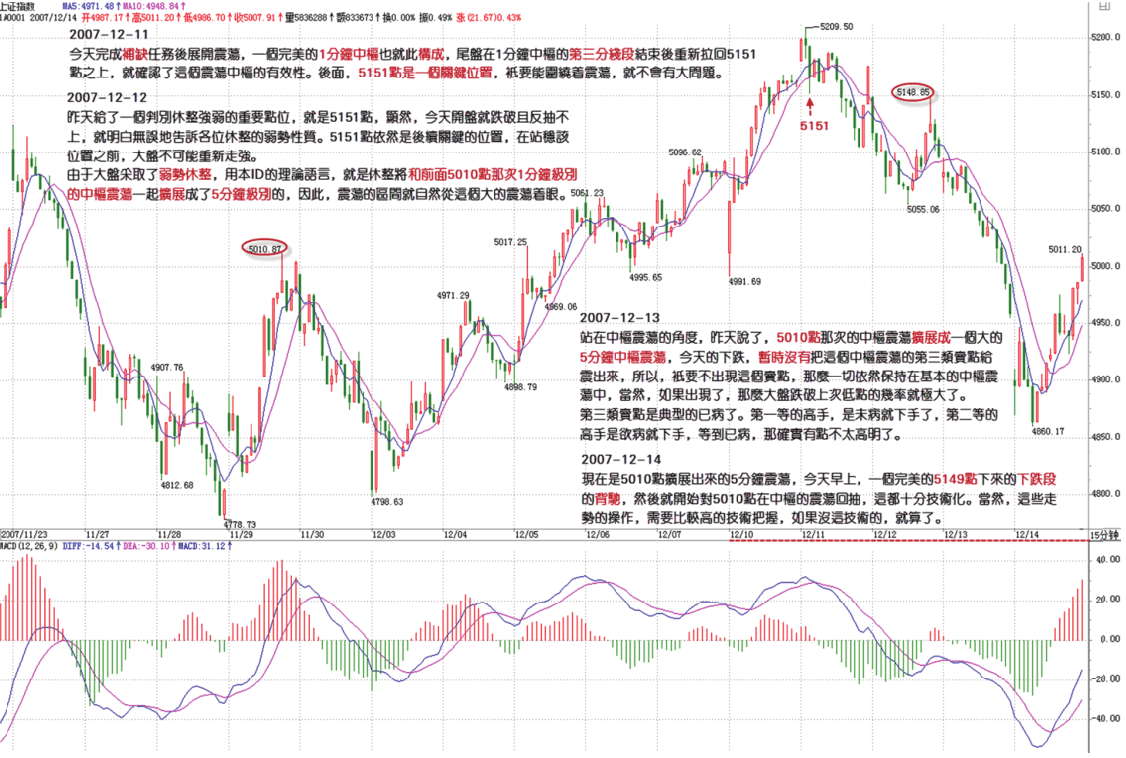 上证指数 MA5:4971.48↑MA10:4948.84↑
1A0001 2007/12/14 开4987.17↑高5011.20↑低4986.70↑收5007.91↑量5836288↑额833673↑换0.00% 振0.49% 涨(21.67)0.43%
2007-12-11
今天完成補缺任務後展開震蕩，一個完美的1分鐘中樞也就此構成，尾盤在1分鐘中樞的第三分綫段結束後重新拉回5151
點之上，就確認了這個震蕩中樞的有效性。後面，5151點是一個關鍵位置，衹要能圍繞着震蕩，就不會有大問題。
2007-12-12
昨天給了一個判別休整強弱的重要點位，就是5151點，顯然，今天開盤就跌破且反抽不
上，就明白無誤地告訴各位休整的弱勢性質。5151點依然是後續關鍵的位置，在站穩該
位置之前，大盤不可能重新走強。
由于大盤采取了弱勢休整，用本ID的理論語言，就是休整將和前面5010點那次1分鐘級別
的中樞震蕩一起擴展成了5分鐘級別的，因此，震蕩的區間就自然從這個大的震蕩着眼。
5209.50
5200.0
5148.85
5150.0
5151
5096.62
5100.0
5061.23
5055.06
5050.0
5010.87
5017.25
5011.20
5000.0
4995.65
4991.69
4971.29
4969.06
4950.0
2007-12-13
站在中樞震蕩的角度，昨天說了，5010點那次的中樞震蕩擴展成一個大的
5分鐘中樞震蕩，今天的下跌，暫時沒有把這個中樞震蕩的第三類賣點給
震出來，所以，衹要不出現這個賣點，那麼一切依然保持在基本的中樞震
蕩中，當然，如果出現了，那麼大盤跌破上次低點的幾率就極大了。
第三類賣點是典型的已病了。第一等的高手，是未病就下手了，第二等的
高手是欲病就下手，等到已病，那確實有點不太高明了。
4907.76
4898.79
4900.0
4860.17
4850.0
2007-12-14
現在是5010點擴展出來的5分鐘震蕩，今天早上，一個完美的5149點下來的下跌段
的背馳，然後就開始對5010點在中樞的震蕩回抽，這都十分技術化。當然，這些走
勢的操作，需要比較高的技術把握，如果沒這技術的，就算了。
4812.68
4798.63
4800.0
4778.73
2007/11/23 11/27 11/28 11/29 11/30 12/03 12/04 12/05 12/06 12/07 12/10 12/11 12/12 12/13 12/14 15分钟
MACD(12,26,9) DIFF:-14.54↑DEA:-30.10↑MACD:31.12↑
40.00
20.00
0.00
-20.00
-40.00